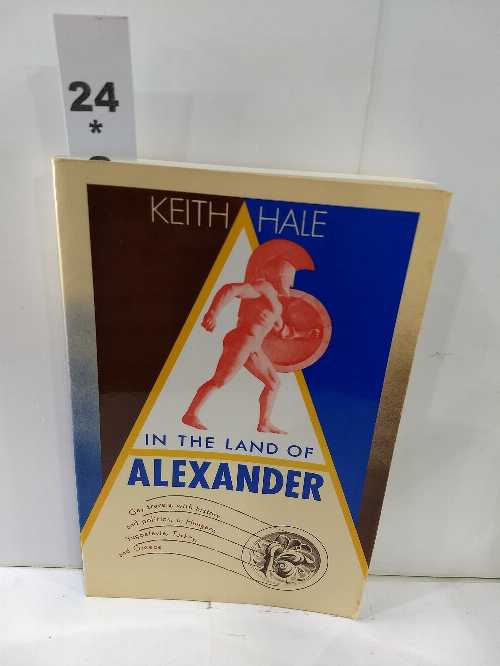 24
*
KEITH HALE
IN THE LAND OF
ALEXANDER
Gay travels, with history
and politics, in Hungary,
Yugoslavia, Turkey,
and Greece